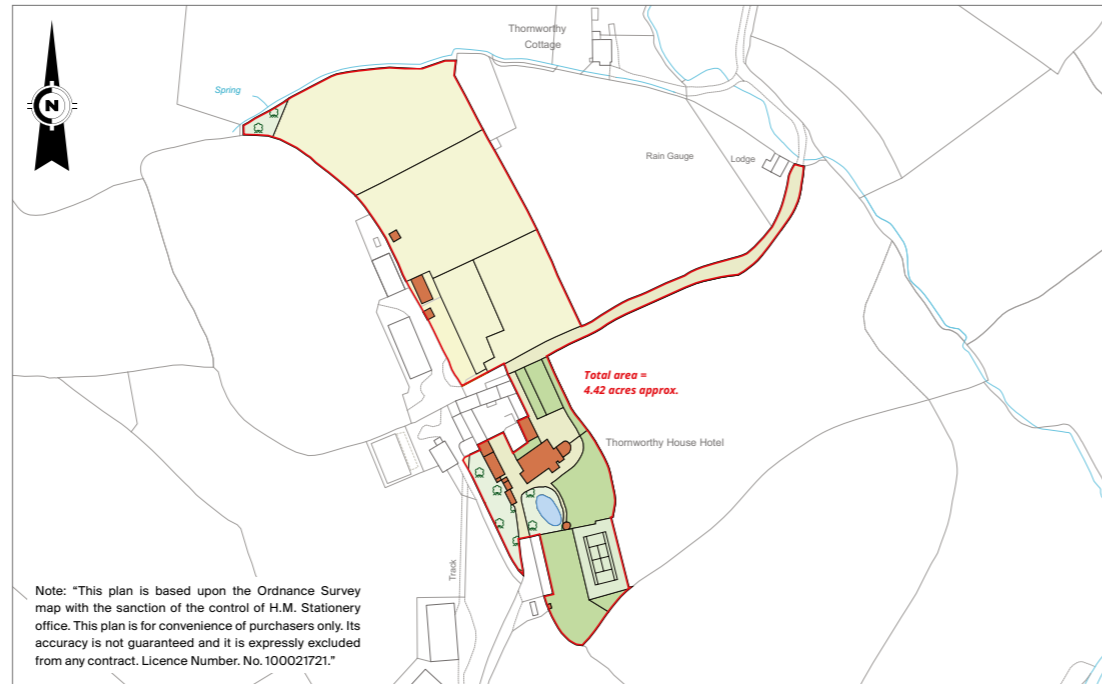 Thornworthy
Cottage
N
Spring
Rain Gauge
Lodge
Total area =
4.42 acres approx.
Thornworthy House Hotel
Track
Note: “This plan is based upon the Ordnance Survey
map with the sanction of the control of H.M. Stationery
office. This plan is for convenience of purchasers only. Its
accuracy is not guaranteed and it is expressly excluded
from any contract. Licence Number. No. 100021721.”